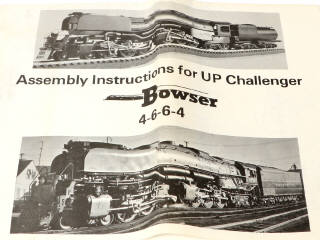 Assembly Instructions for UP Challenger
Bowser
4-6-6-4